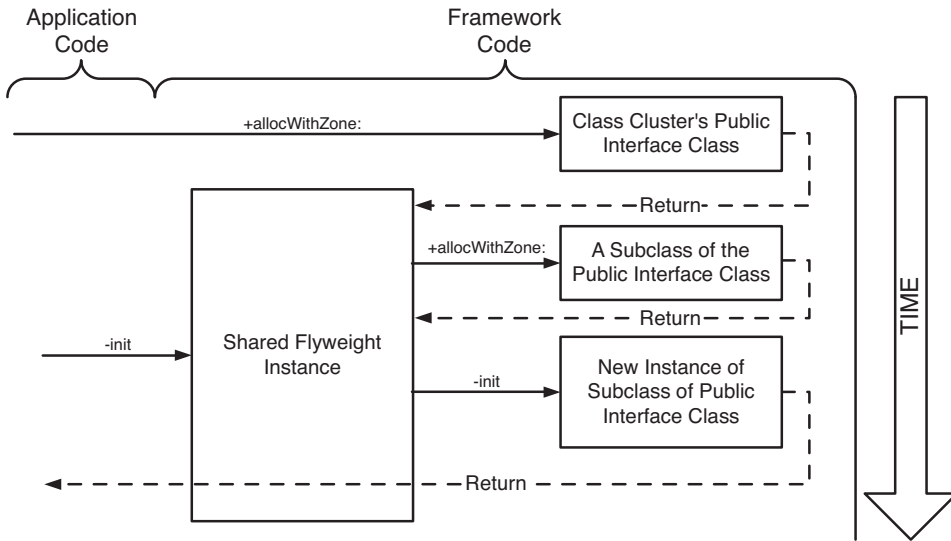 Application
Code
Framework
Code
+allocWithZone:
Class Cluster's Public
Interface Class
Return
+allocWithZone:
A Subclass of the
Public Interface Class
Return
TIME
-init
Shared Flyweight
Instance
-init
New Instance of
Subclass of Public
Interface Class
Return